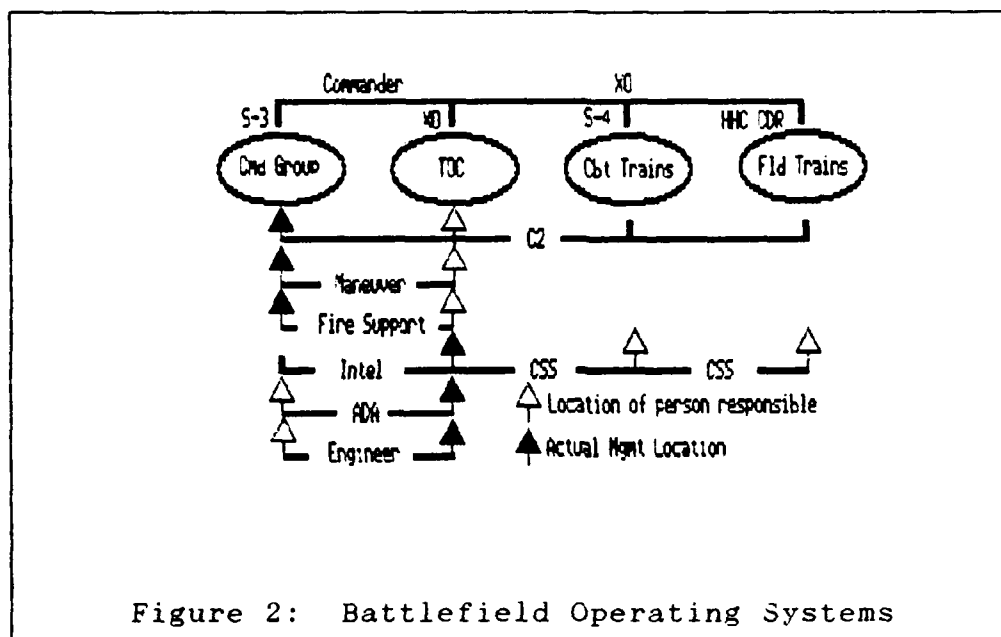 Commander XO
S-3 XO S-4 HHC CDR
Cmd Group TOC Cbt Trains Fld Trains
C2
Maneuver
Fire Support
Intel CSS CSS
ADA Location of person responsible
Engineer Actual Mgmt Location
Figure 2: Battlefield Operating Systems